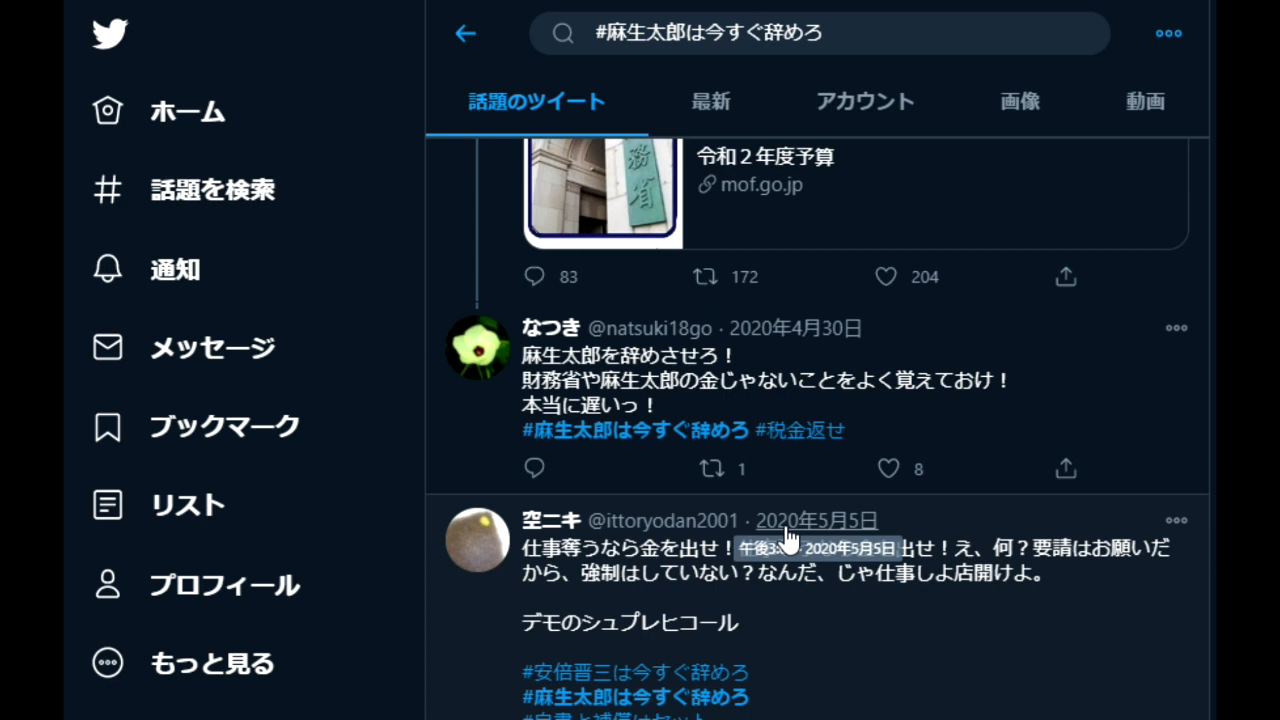 #麻生太郎は今すぐ辞めろ
ホーム
話題を検索
通知
メッセージ
ブックマーク
リスト
プロフィール
もっと見る
話題のツイート 最新 アカウント 画像 動画
務省
令和２年度予算
mof.go.jp
83 172 204
なつき @natsuki18go · 2020年4月30日
麻生太郎を辞めさせろ！
財務省や麻生太郎の金じゃないことをよく覚えておけ！
本当に遅いっ！
#麻生太郎は今すぐ辞めろ #税金返せ
1 8
空ニキ @ittoryodan2001 · 2020年5月5日
仕事奪うなら金を出せ！ 出せ！え、何？要請はお願いだ
午後3: · 2020年5月5日
から、強制はしていない？なんだ、じゃ仕事しよ店開けよ。
デモのシュプレヒコール
#安倍晋三は今すぐ辞めろ
#麻生太郎は今すぐ辞めろ